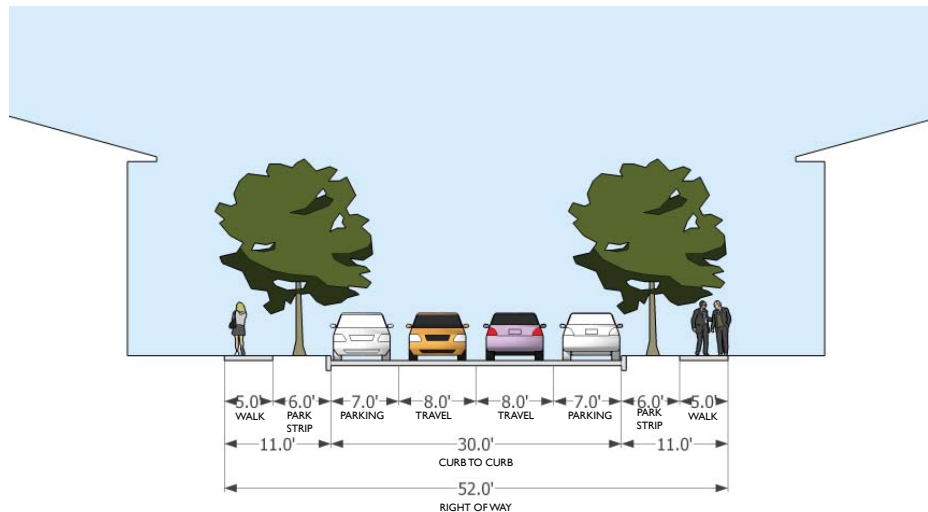 5.0' 6.0' 7.0' 8.0' 8.0' 7.0' 6.0' 5.0'
WALK PARK STRIP PARKING TRAVEL TRAVEL PARKING PARK STRIP WALK
11.0' 30.0' 11.0'
CURB TO CURB
52.0'
RIGHT OF WAY